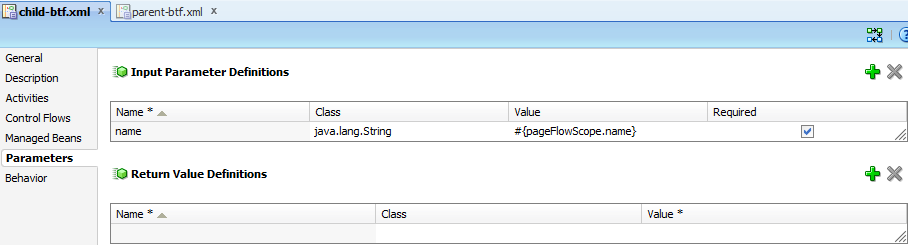 child-btf.xml x parent-btf.xml x
General
Description
Activities
Control Flows
Managed Beans
Parameters
Behavior
Input Parameter Definitions
Name * Class Value Required
name java.lang.String #{pageFlowScope.name}
Return Value Definitions
Name * Class Value *